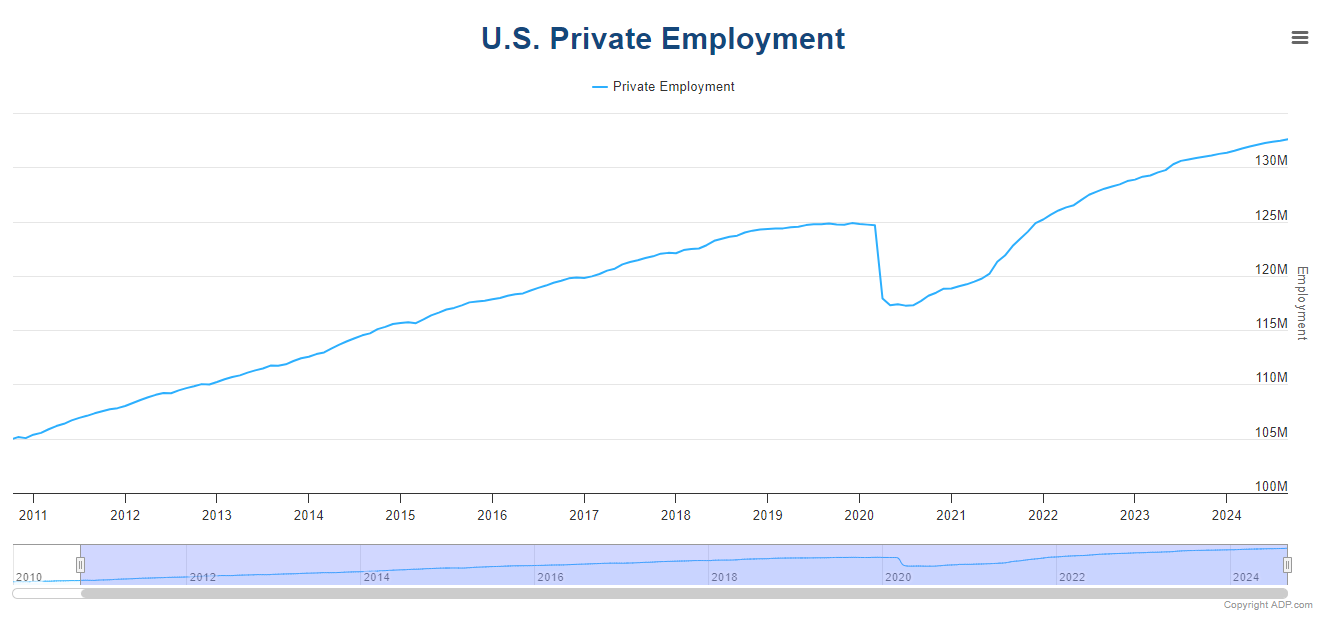 U.S. Private Employment
Private Employment
130M
125M
120M
115M
110M
105M
100M
Employment
2011 2012 2013 2014 2015 2016 2017 2018 2019 2020 2021 2022 2023 2024
2010 2012 2014 2016 2018 2020 2022 2024
Copyright ADP.com